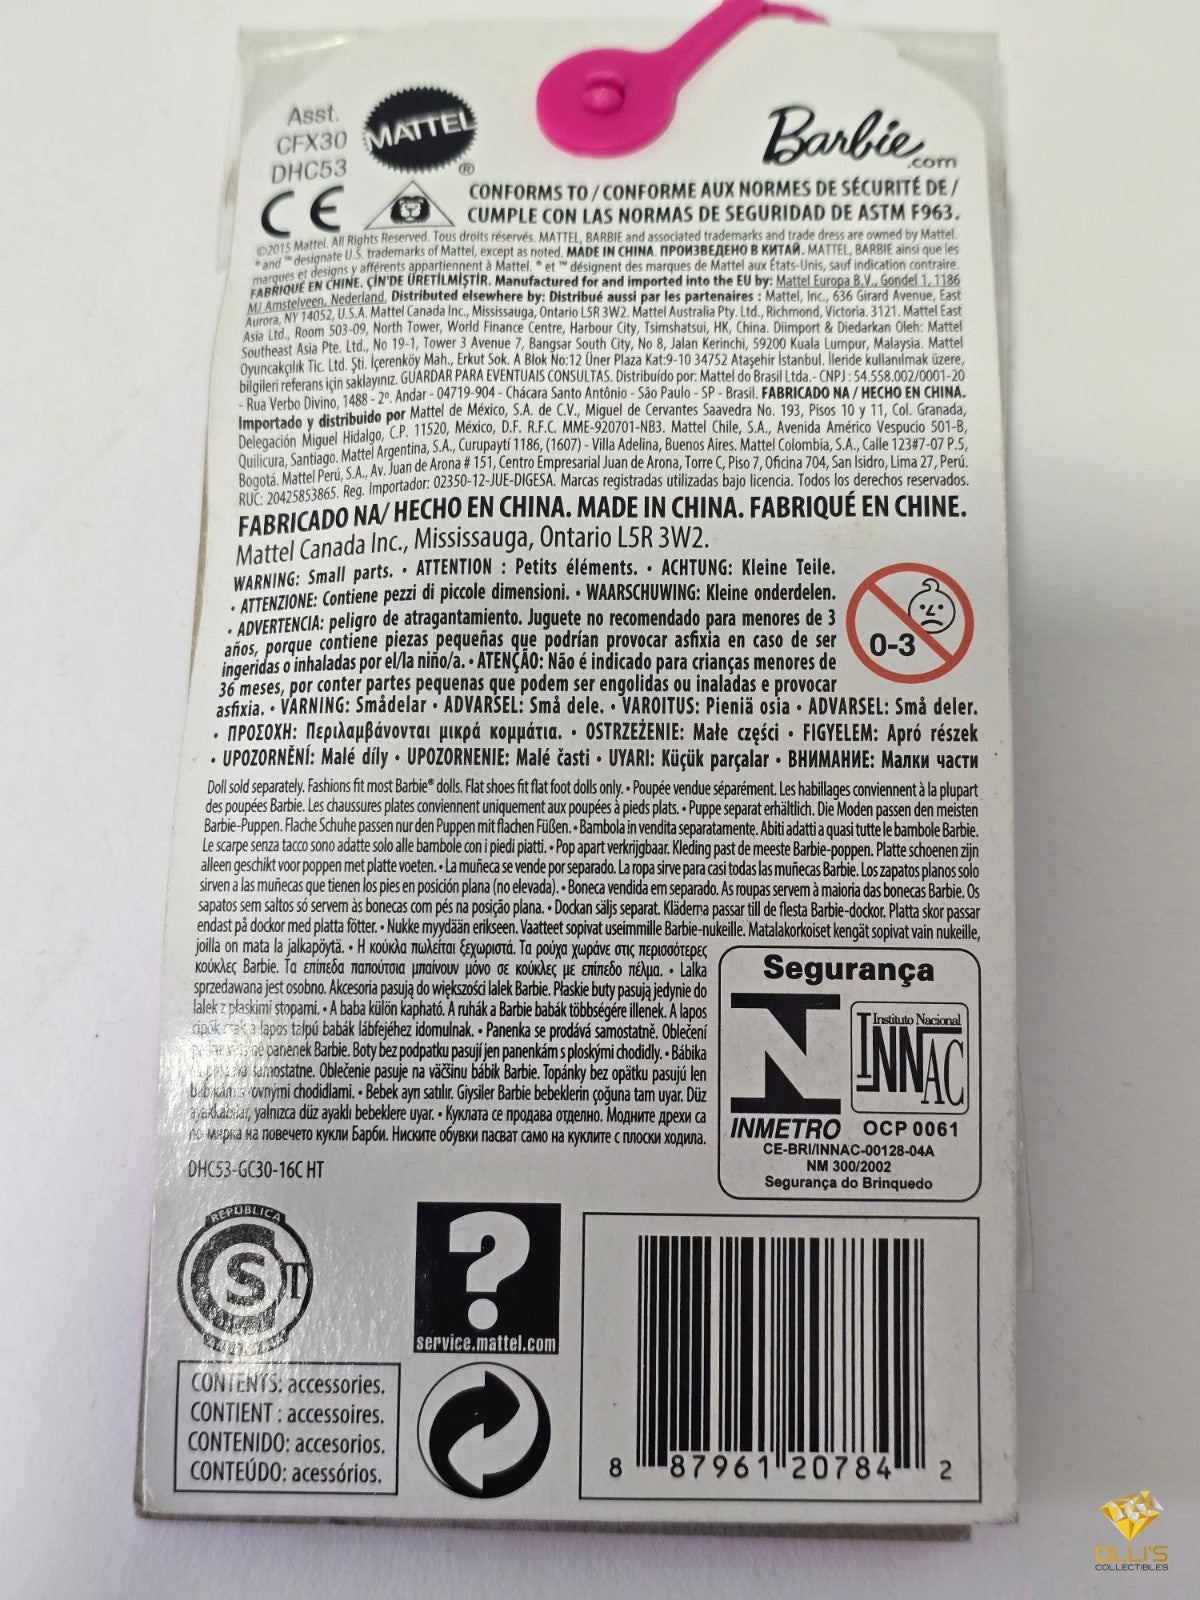 Asst.
CFX30
DHC53
MATTEL
®
Barbie
.com
CE
CONFORMS TO / CONFORME AUX NORMES DE SÉCURITÉ DE /
CUMPLE CON LAS NORMAS DE SEGURIDAD DE ASTM F963.
©2015 Mattel. All Rights Reserved. Tous droits réservés. MATTEL, BARBIE and associated trademarks and trade dress are owned by Mattel.
® and ™ designate U.S. trademarks of Mattel, except as noted. MADE IN CHINA. ПРОИЗВЕДЕНО В КИТАЙ. MATTEL, BARBIE ainsi que les
marques et designs y afférents appartiennent à Mattel. ® et ™ désignent des marques de Mattel aux États-Unis, sauf indication contraire.
FABRIQUÉ EN CHINE. ÇİN'DE ÜRETİLMİŞTİR. Manufactured for and imported into the EU by: Mattel Europa B.V., Gondel 1, 1186
MJ Amstelveen, Nederland. Distributed elsewhere by: Distribué aussi par les partenaires : Mattel, Inc., 636 Girard Avenue, East
Aurora, NY 14052, U.S.A. Mattel Canada Inc., Mississauga, Ontario L5R 3W2. Mattel Australia Pty. Ltd., Richmond, Victoria. 3121. Mattel East
Asia Ltd., Room 503-09, North Tower, World Finance Centre, Harbour City, Tsimshatsui, HK, China. Diimport & Diedarkan Oleh: Mattel
Southeast Asia Pte. Ltd., No 19-1, Tower 3 Avenue 7, Bangsar South City, No 8, Jalan Kerinchi, 59200 Kuala Lumpur, Malaysia. Mattel
Oyuncakçılık Tic. Ltd. Şti. İçerenköy Mah., Erkut Sok. A Blok No:12 Üner Plaza Kat:9-10 34752 Ataşehir İstanbul. İleride kullanılmak üzere,
bilgileri referans için saklayınız. GUARDAR PARA EVENTUAIS CONSULTAS. Distribuído por: Mattel do Brasil Ltda.- CNPJ : 54.558.002/0001-20
- Rua Verbo Divino, 1488 - 2º. Andar - 04719-904 - Chácara Santo Antônio - São Paulo - SP - Brasil. FABRICADO NA / HECHO EN CHINA.
Importado y distribuido por Mattel de México, S.A. de C.V., Miguel de Cervantes Saavedra No. 193, Pisos 10 y 11, Col. Granada,
Delegación Miguel Hidalgo, C.P. 11520, México, D.F. R.F.C. MME-920701-NB3. Mattel Chile, S.A., Avenida Américo Vespucio 501-B,
Quilicura, Santiago. Mattel Argentina, S.A., Curupaytí 1186, (1607) - Villa Adelina, Buenos Aires. Mattel Colombia, S.A., Calle 123#7-07 P.5,
Bogotá. Mattel Perú, S.A., Av. Juan de Arona # 151, Centro Empresarial Juan de Arona, Torre C, Piso 7, Oficina 704, San Isidro, Lima 27, Perú.
RUC: 20425853865. Reg. Importador: 02350-12-JUE-DIGESA. Marcas registradas utilizadas bajo licencia. Todos los derechos reservados.
FABRICADO NA/ HECHO EN CHINA. MADE IN CHINA. FABRIQUÉ EN CHINE.
Mattel Canada Inc., Mississauga, Ontario L5R 3W2.
WARNING: Small parts. • ATTENTION : Petits éléments. • ACHTUNG: Kleine Teile.
• ATTENZIONE: Contiene pezzi di piccole dimensioni. • WAARSCHUWING: Kleine onderdelen.
• ADVERTENCIA: peligro de atragantamiento. Juguete no recomendado para menores de 3
años, porque contiene piezas pequeñas que podrían provocar asfixia en caso de ser
ingeridas o inhaladas por el/la niño/a. • ATENÇÃO: Não é indicado para crianças menores de
36 meses, por conter partes pequenas que podem ser engolidas ou inaladas e provocar
asfixia. • VARNING: Smådelar • ADVARSEL: Små dele. • VAROITUS: Pieniä osia • ADVARSEL: Små deler.
• ΠΡΟΣΟΧΗ: Περιλαμβάνονται μικρά κομμάτια. • OSTRZEŻENIE: Małe części • FIGYELEM: Apró részek
• UPOZORNĚNÍ: Malé díly • UPOZORNENIE: Malé časti • UYARI: Küçük parçalar • ВНИМАНИЕ: Малки части
0-3
Doll sold separately. Fashions fit most Barbie® dolls. Flat shoes fit flat foot dolls only. • Poupée vendue séparément. Les habillages conviennent à la plupart
des poupées Barbie. Les chaussures plates conviennent uniquement aux poupées à pieds plats. • Puppe separat erhältlich. Die Moden passen den meisten
Barbie-Puppen. Flache Schuhe passen nur den Puppen mit flachen Füßen. • Bambola in vendita separatamente. Abiti adatti a quasi tutte le bambole Barbie.
Le scarpe senza tacco sono adatte solo alle bambole con i piedi piatti. • Pop apart verkrijgbaar. Kleding past de meeste Barbie-poppen. Platte schoenen zijn
alleen geschikt voor poppen met platte voeten. • La muñeca se vende por separado. La ropa sirve para casi todas las muñecas Barbie. Los zapatos planos solo
sirven a las muñecas que tienen los pies en posición plana (no elevada). • Boneca vendida em separado. As roupas servem à maioria das bonecas Barbie. Os
sapatos sem saltos só servem às bonecas com pés na posição plana. • Dockan säljs separat. Kläderna passar till de flesta Barbie-dockor. Platta skor passar
endast på dockor med platta fötter. • Nukke myydään erikseen. Vaatteet sopivat useimmille Barbie-nukeille. Matalakorkoiset kengät sopivat vain nukeille,
joilla on mata la jalkapöytä. • Η κούκλα πωλείται ξεχωριστά. Τα ρούχα χωράνε στις περισσότερες
κούκλες Barbie. Τα επίπεδα παπούτσια μπαίνουν μόνο σε κούκλες με επίπεδο πέλμα. • Lalka
sprzedawana jest osobno. Akcesoria pasują do większości lalek Barbie. Płaskie buty pasują jedynie do
lalek z płaskimi stopami. • A baba külön kapható. A ruhák a Barbie babák többségére illenek. A lapos
cipők csak a lapos talpú babák lábfejéhez idomulnak. • Panenka se prodává samostatně. Oblečení
panenek Barbie. Boty bez podpatku pasují jen panenkám s plochými chodidly. • Bábika
samostatne. Oblečenie pasuje na väčšinu bábik Barbie. Topánky bez opätku pasujú len
bábikám s rovnými chodidlami. • Bebek ayrı satılır. Giysiler Barbie bebeklerin çoğuna tam uyar. Düz
ayakkabılar, yalnızca düz ayaklı bebeklere uyar. • Куклата се продава отделно. Модните дрехи са
по мярка на повечето кукли Барби. Ниските обувки пасват само на куклите с плоски ходила.
DHC53-GC30-16C HT
Segurança
Instituto Nacional
INNAC
INMETRO
OCP 0061
CE-BRI/INNAC-00128-04A
NM 300/2002
Segurança do Brinquedo
REPÚBLICA
S
T
?
service.mattel.com
CONTENTS: accessories.
CONTIENT : accessoires.
CONTENIDO: accesorios.
CONTEÚDO: acessórios.
8 87961 20784 2
OLLI'S
COLLECTIBLES